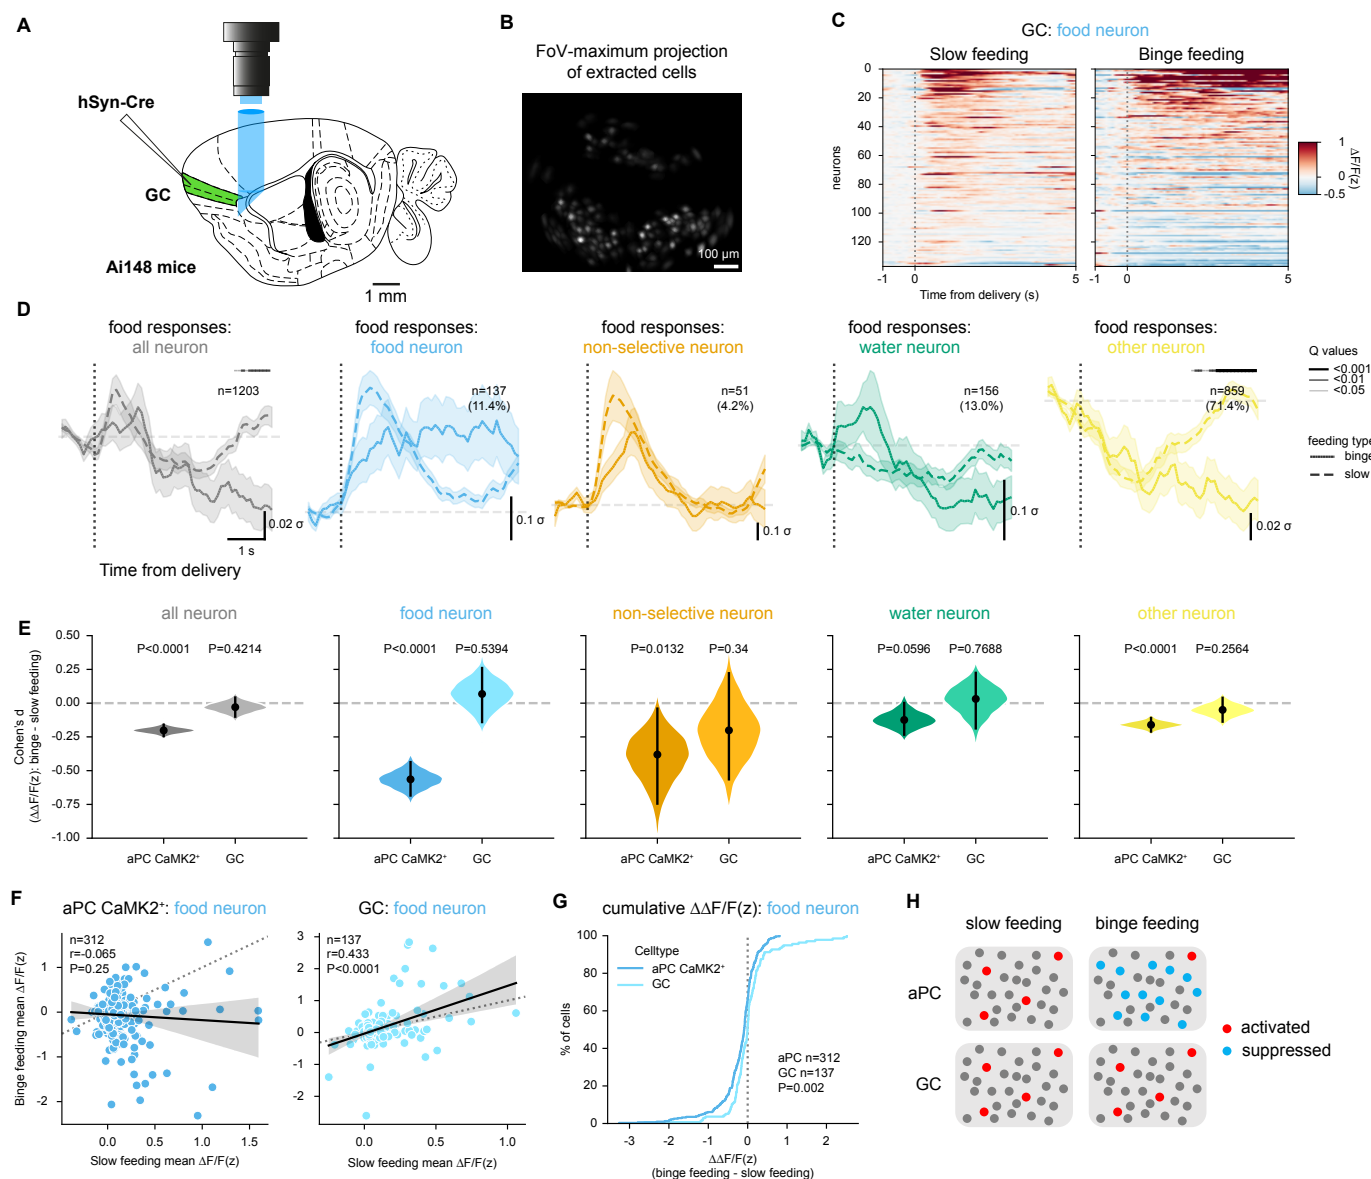 A
hSyn-Cre
GC
Ai148 mice
1 mm
B
FoV-maximum projection
of extracted cells
100 µm
C
GC: food neuron
Slow feeding
Binge feeding
neurons
0
20
40
60
80
100
120
-1
0
5
-1
0
5
Time from delivery (s)
1
0
-0.5
ΔF/F(z)
D
food responses:
all neuron
n=1203
0.02 σ
1 s
Time from delivery
food responses:
food neuron
n=137
(11.4%)
0.1 σ
food responses:
non-selective neuron
n=51
(4.2%)
0.1 σ
food responses:
water neuron
n=156
(13.0%)
0.1 σ
food responses:
other neuron
n=859
(71.4%)
0.02 σ
Q values
<0.001
<0.01
<0.05
feeding type
binge
slow
E
Cohen's d
(ΔΔF/F(z): binge - slow feeding)
0.50
0.25
0.00
-0.25
-0.50
-0.75
-1.00
all neuron
P<0.0001
P=0.4214
aPC CaMK2+
GC
food neuron
P<0.0001
P=0.5394
aPC CaMK2+
GC
non-selective neuron
P=0.0132
P=0.34
aPC CaMK2+
GC
water neuron
P=0.0596
P=0.7688
aPC CaMK2+
GC
other neuron
P<0.0001
P=0.2564
aPC CaMK2+
GC
F
aPC CaMK2+: food neuron
n=312
r=-0.065
P=0.25
Binge feeding mean ΔF/F(z)
1
0
-1
-2
0.0
0.5
1.0
1.5
Slow feeding mean ΔF/F(z)
GC: food neuron
n=137
r=0.433
P<0.0001
3
2
1
0
-1
-2
0.0
0.5
1.0
Slow feeding mean ΔF/F(z)
G
cumulative ΔΔF/F(z): food neuron
% of cells
100
80
60
40
20
0
Celltype
aPC CaMK2+
GC
aPC n=312
GC n=137
P=0.002
-3
-2
-1
0
1
2
ΔΔF/F(z)
(binge feeding - slow feeding)
H
slow feeding
binge feeding
aPC
GC
activated
suppressed